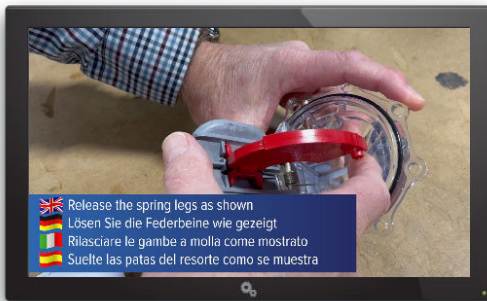 Release the spring legs as shown
Lösen Sie die Federbeine wie gezeigt
Rilasciare le gambe a molla come mostrato
Suelte las patas del resorte como se muestra